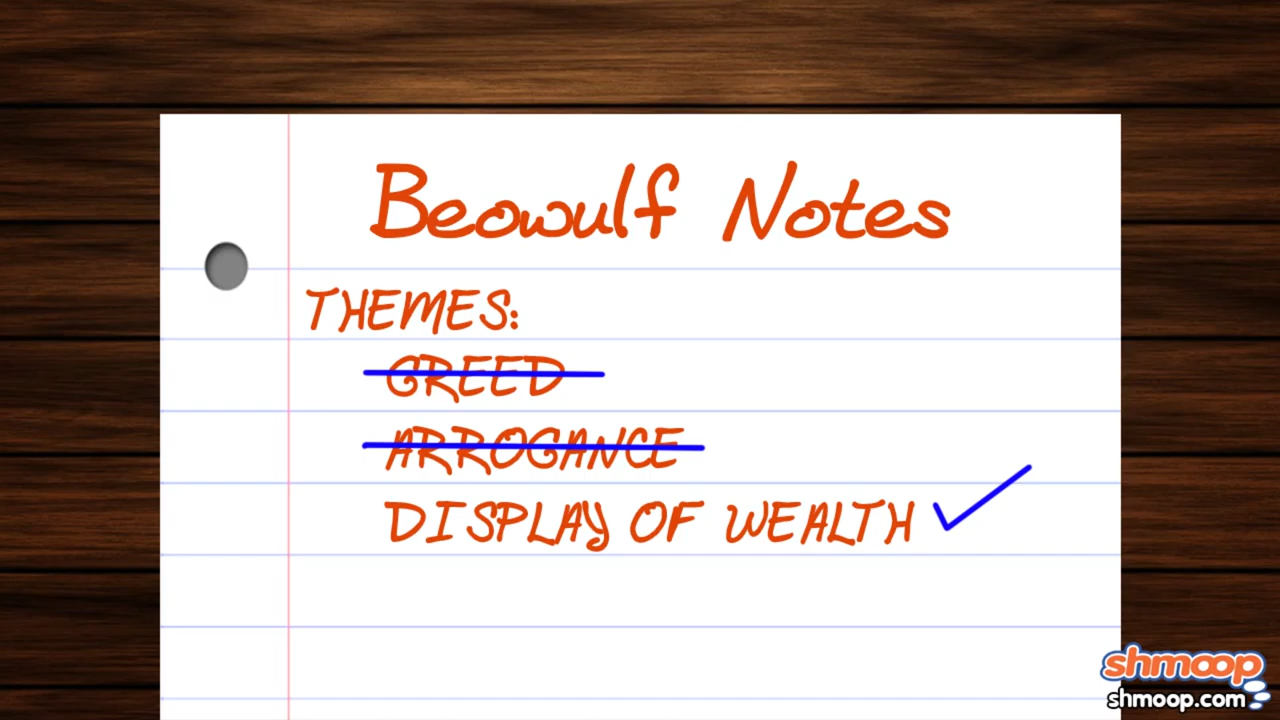 Beowulf Notes
THEMES:
GREED
ARROGANCE
DISPLAY OF WEALTH
shmoop
shmoop.com